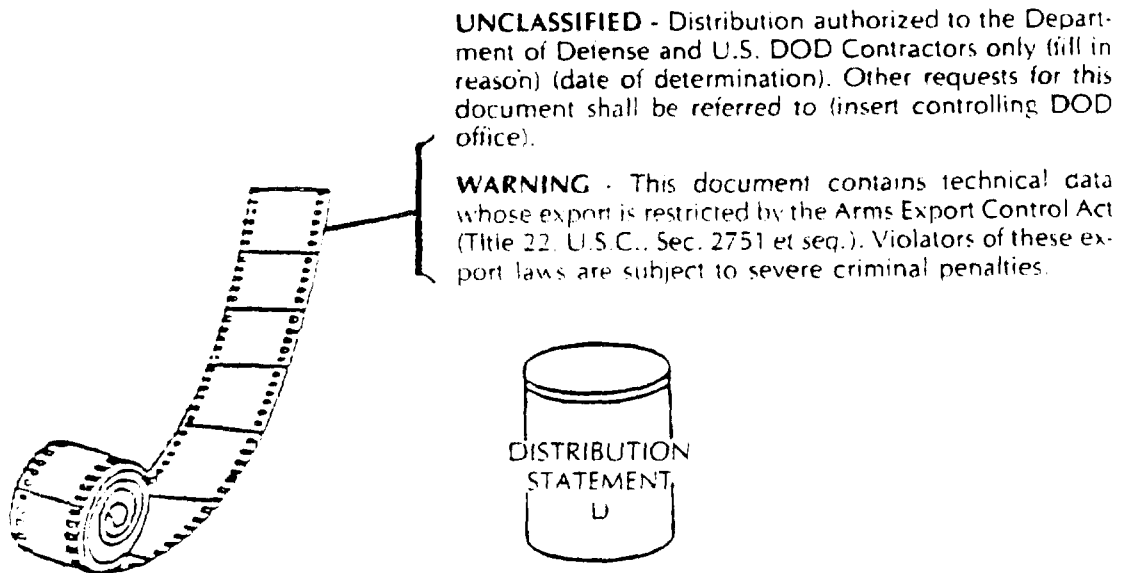 UNCLASSIFIED - Distribution authorized to the Depart-
ment of Defense and U.S. DOD Contractors only (fill in
reason) (date of determination). Other requests for this
document shall be referred to (insert controlling DOD
office).
WARNING - This document contains technical data
whose export is restricted by the Arms Export Control Act
(Title 22, U.S.C., Sec. 2751 et seq.). Violators of these ex-
port laws are subject to severe criminal penalties.
DISTRIBUTION
STATEMENT
D